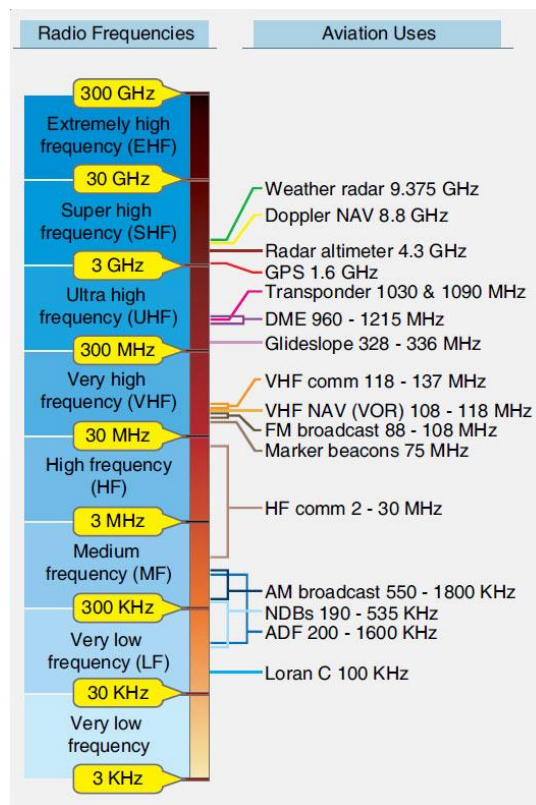 Radio Frequencies
Aviation Uses
300 GHz
Extremely high
frequency (EHF)
30 GHz
Super high
frequency (SHF)
3 GHz
Ultra high
frequency (UHF)
300 MHz
Very high
frequency (VHF)
30 MHz
High frequency
(HF)
3 MHz
Medium
frequency (MF)
300 KHz
Very low
frequency (LF)
30 KHz
Very low
frequency
3 KHz
Weather radar 9.375 GHz
Doppler NAV 8.8 GHz
Radar altimeter 4.3 GHz
GPS 1.6 GHz
Transponder 1030 & 1090 MHz
DME 960 - 1215 MHz
Glideslope 328 - 336 MHz
VHF comm 118 - 137 MHz
VHF NAV (VOR) 108 - 118 MHz
FM broadcast 88 - 108 MHz
Marker beacons 75 MHz
HF comm 2 - 30 MHz
AM broadcast 550 - 1800 KHz
NDBs 190 - 535 KHz
ADF 200 - 1600 KHz
Loran C 100 KHz